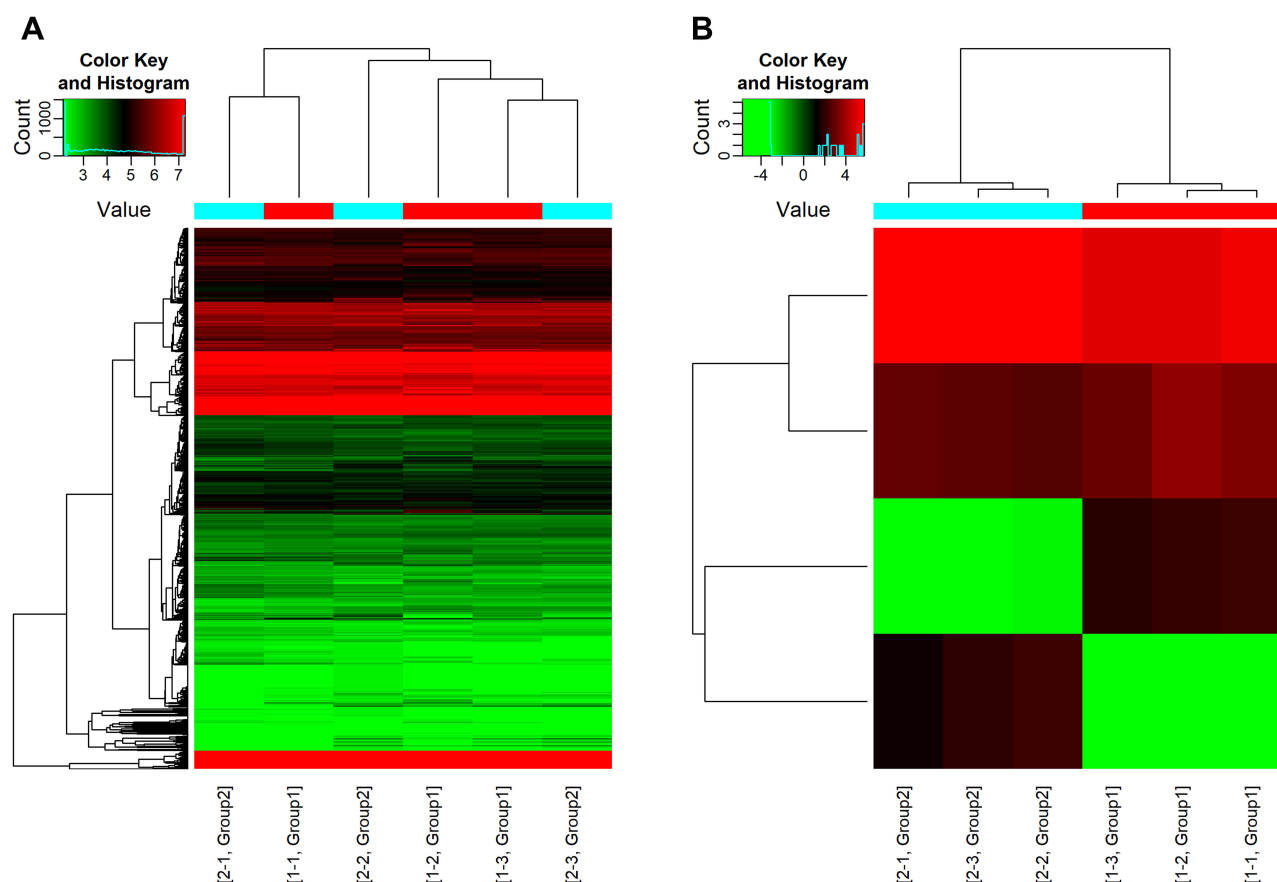 A
Color Key
and Histogram
Count
0 1000
3 4 5 6 7
Value
[2-1, Group2]
[1-1, Group1]
[2-2, Group2]
[1-2, Group1]
[1-3, Group1]
[2-3, Group2]
B
Color Key
and Histogram
Count
0 3
-4 0 4
Value
[2-1, Group2]
[2-3, Group2]
[2-2, Group2]
[1-3, Group1]
[1-2, Group1]
[1-1, Group1]